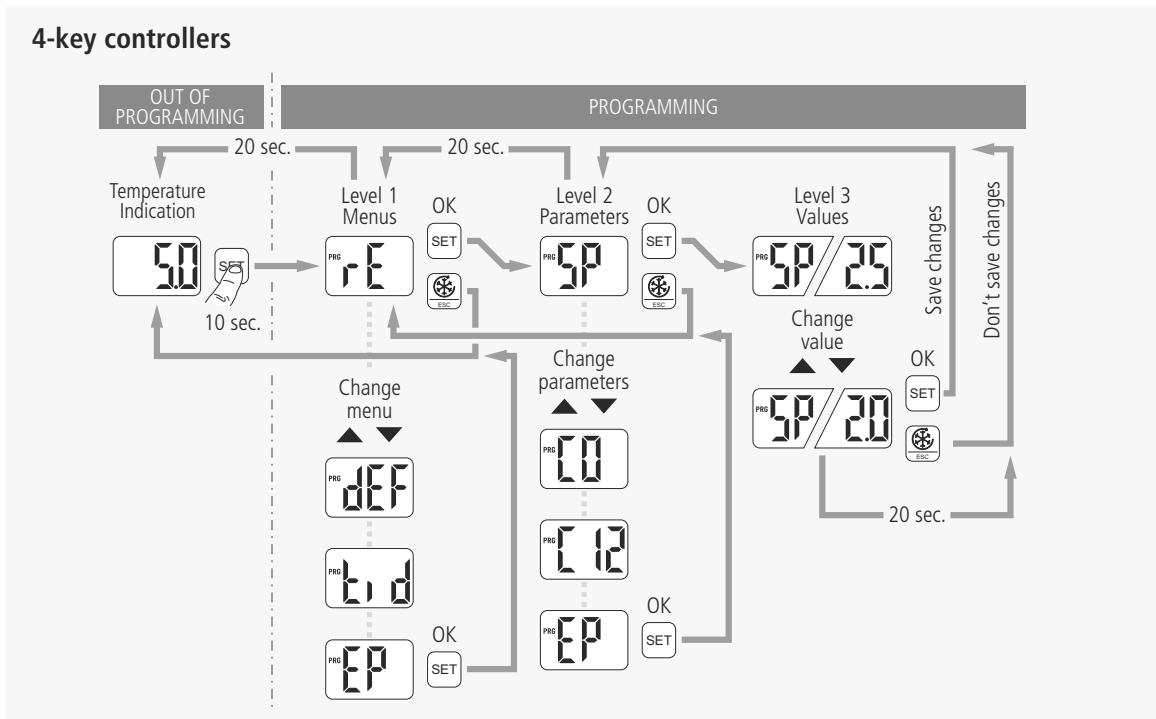 4-key controllers
OUT OF
PROGRAMMING
PROGRAMMING
20 sec.
20 sec.
Temperature
Indication
Level 1
Menus
OK
Level 2
Parameters
OK
Level 3
Values
5.0
SET
10 sec.
PRG rE
SET
ESC
PRG SP
SET
ESC
PRG SP/2.5
Save changes
Don't save changes
Change
value
Change
menu
Change
parameters
PRG SP/2.0
OK
SET
ESC
20 sec.
PRG dEF
PRG C0
PRG tid
PRG C12
PRG EP
OK
SET
PRG EP
OK
SET